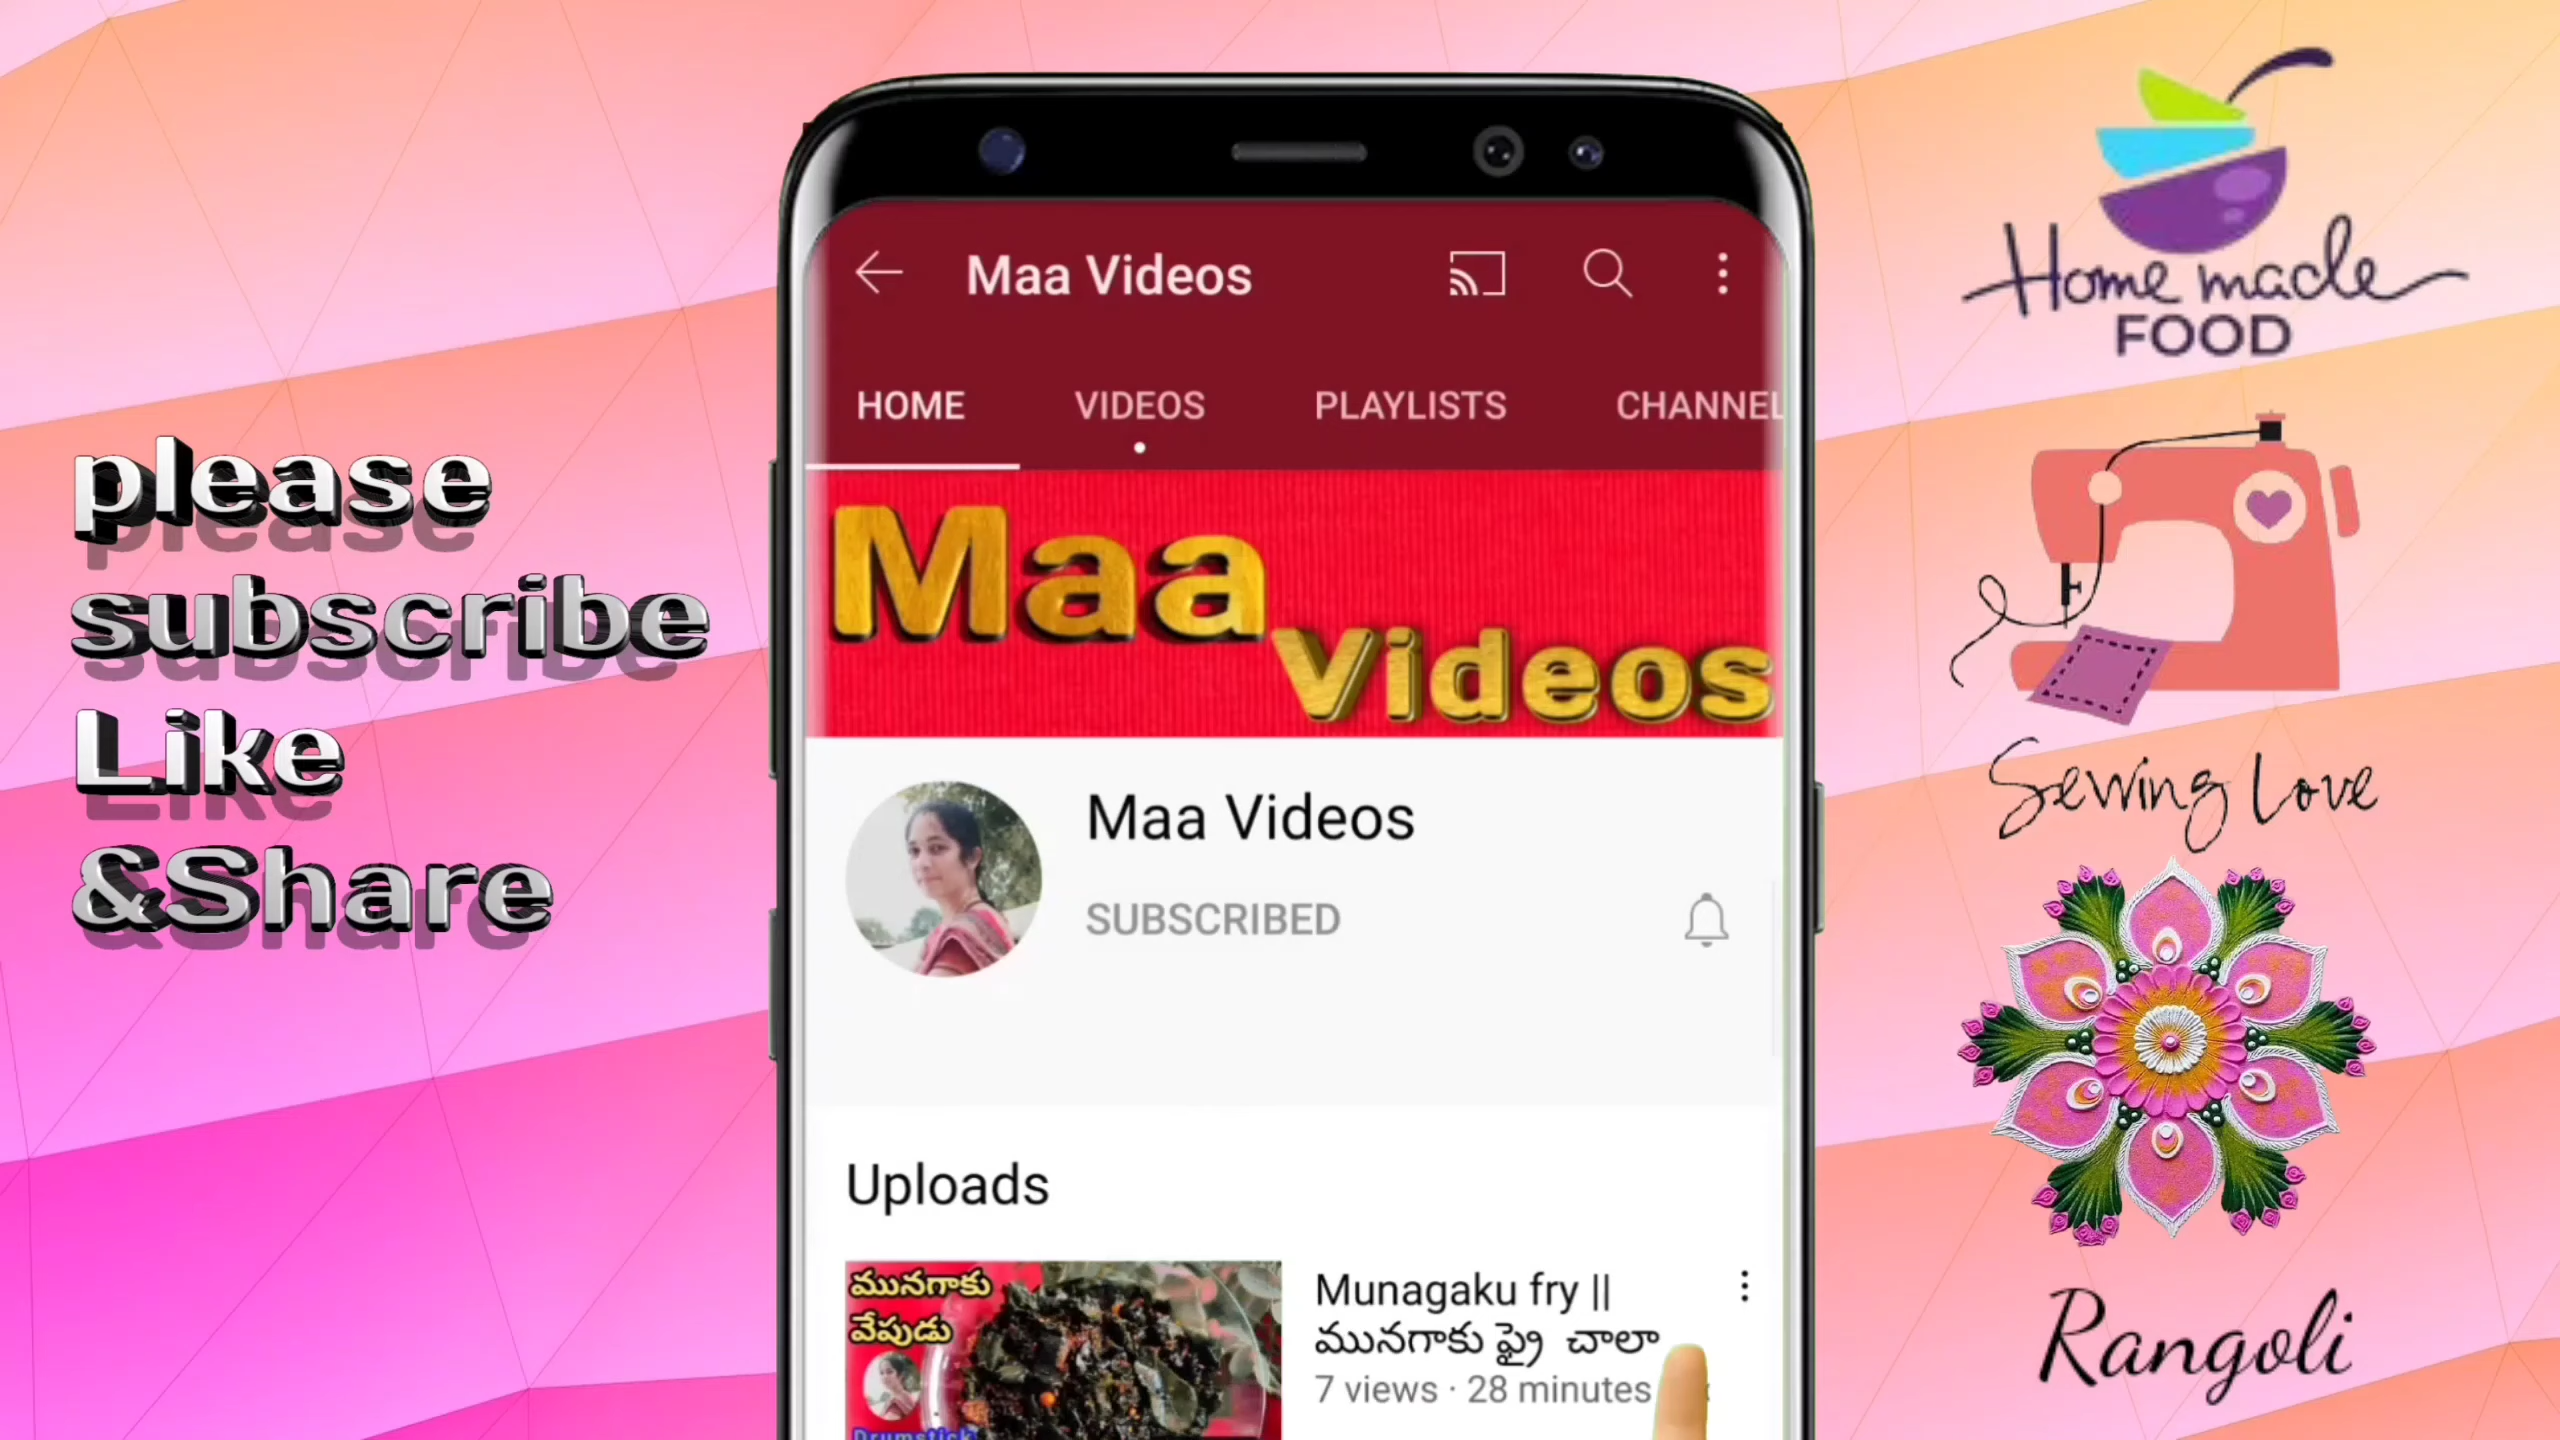 please
subscribe
Like
&Share
Maa Videos
HOME VIDEOS PLAYLISTS CHANNEL
Maa
Videos
Maa Videos
SUBSCRIBED
Uploads
మునగాకు
వేపుడు
Drumstick
Munagaku fry ||
మునగాకు ఫ్రై చాలా
7 views · 28 minutes
Home made
FOOD
Sewing Love
Rangoli